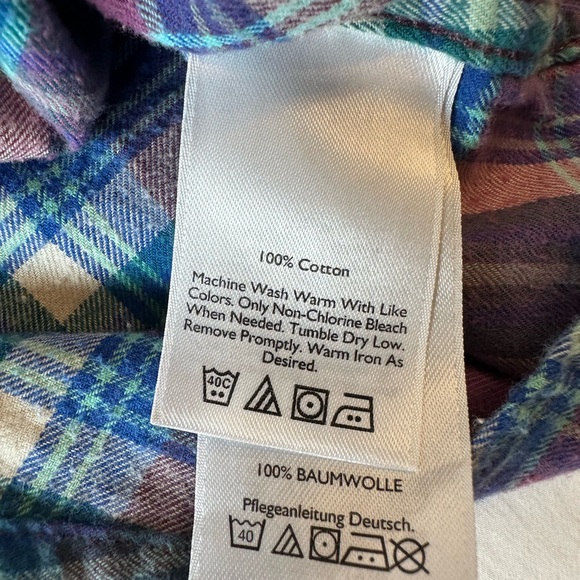 100% Cotton
Machine Wash Warm With Like
Colors. Only Non-Chlorine Bleach
When Needed. Tumble Dry Low.
Remove Promptly. Warm Iron As
Desired.
40C
100% BAUMWOLLE
Pflegeanleitung Deutsch.
40